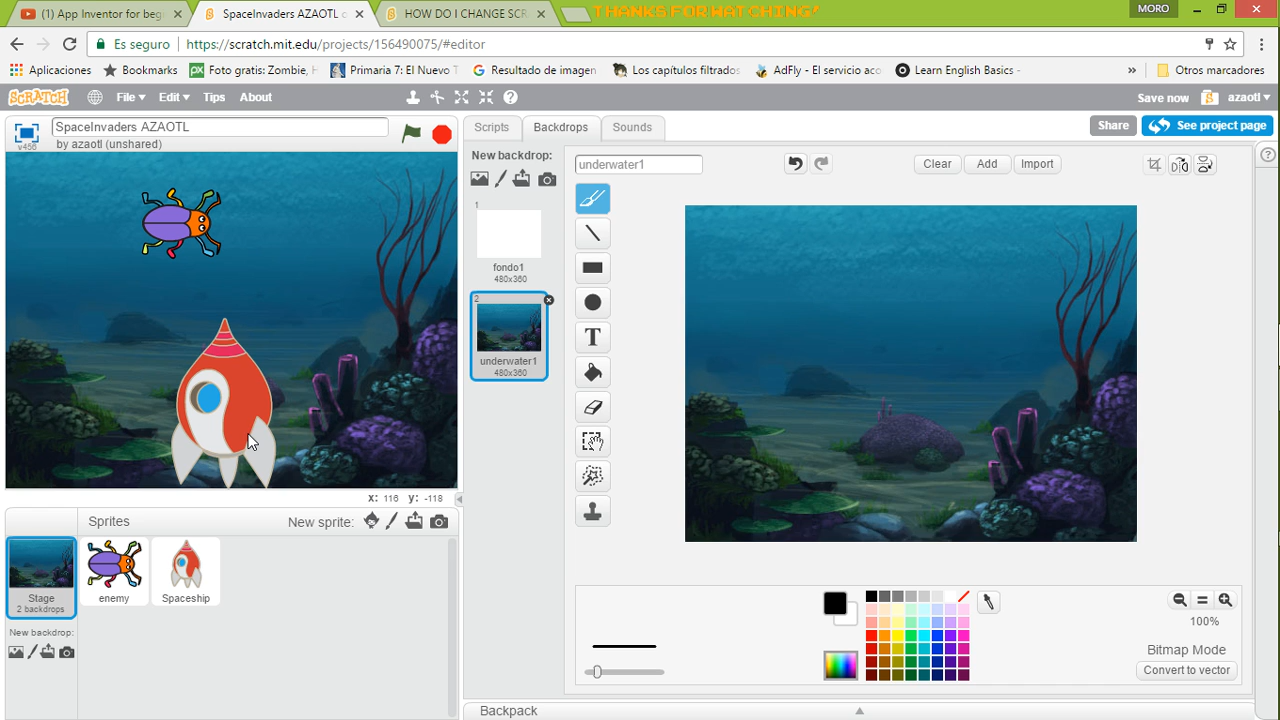 (1) App Inventor for beg
SpaceInvaders AZAOTL o
HOW DO I CHANGE SCR
THANKS FOR WATCHING!
MORO
Es seguro
https://scratch.mit.edu/projects/156490075/#editor
Aplicaciones
Bookmarks
Foto gratis: Zombie, H
Primaria 7: El Nuevo T
Resultado de imagen
Los capítulos filtrados
AdFly - El servicio aco
Learn English Basics -
»
Otros marcadores
SCRATCH
File
Edit
Tips
About
Save now
azaotl
SpaceInvaders AZAOTL
by azaotl (unshared)
v456
Scripts
Backdrops
Sounds
Share
See project page
New backdrop:
underwater1
Clear
Add
Import
1
fondo1
480x360
2
underwater1
480x360
T
x: 116 y: -118
Sprites
New sprite:
Stage
2 backdrops
enemy
Spaceship
New backdrop:
100%
Bitmap Mode
Convert to vector
Backpack